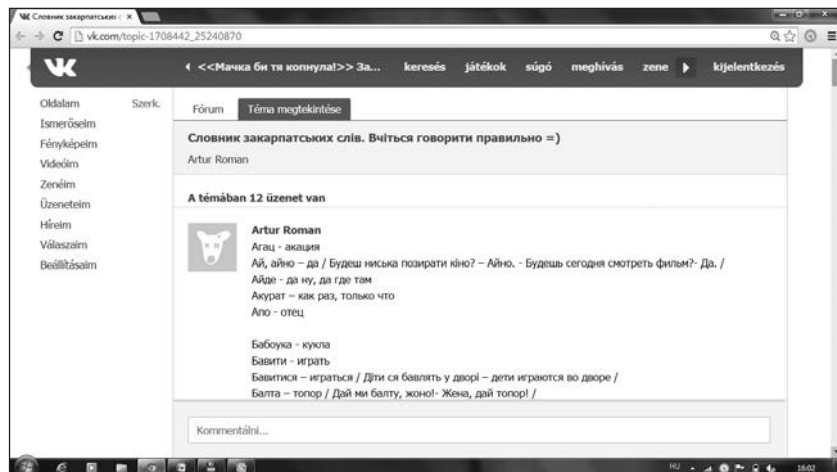 Словник закарпатських с
vk.com/topic-1708442_25240870
<<Мачка би тя копнула!>> За... keresés játékok súgó meghívás zene kijelentkezés
Oldalam Szerk.
Ismerőseim
Fényképeim
Videóim
Zenéim
Üzeneteim
Híreim
Válaszaim
Beállításaim
Fórum Téma megtekintése
Словник закарпатських слів. Вчіться говорити правильно =)
Artur Roman
A témában 12 üzenet van
Artur Roman
Агац - акация
Ай, айно – да / Будеш ниська позирати кіно? – Айно. - Будешь сегодня смотреть фильм?- Да. /
Айде - да ну, да где там
Акурат – как раз, только что
Апо - отец
Бабоука - кукла
Бавити - играть
Бавитися – играться / Діти ся бавлять у дворі – дети играются во дворе /
Балта – топор / Дай ми балту, жоно!- Жена, дай топор! /
Kommentálni...
HU 16:02